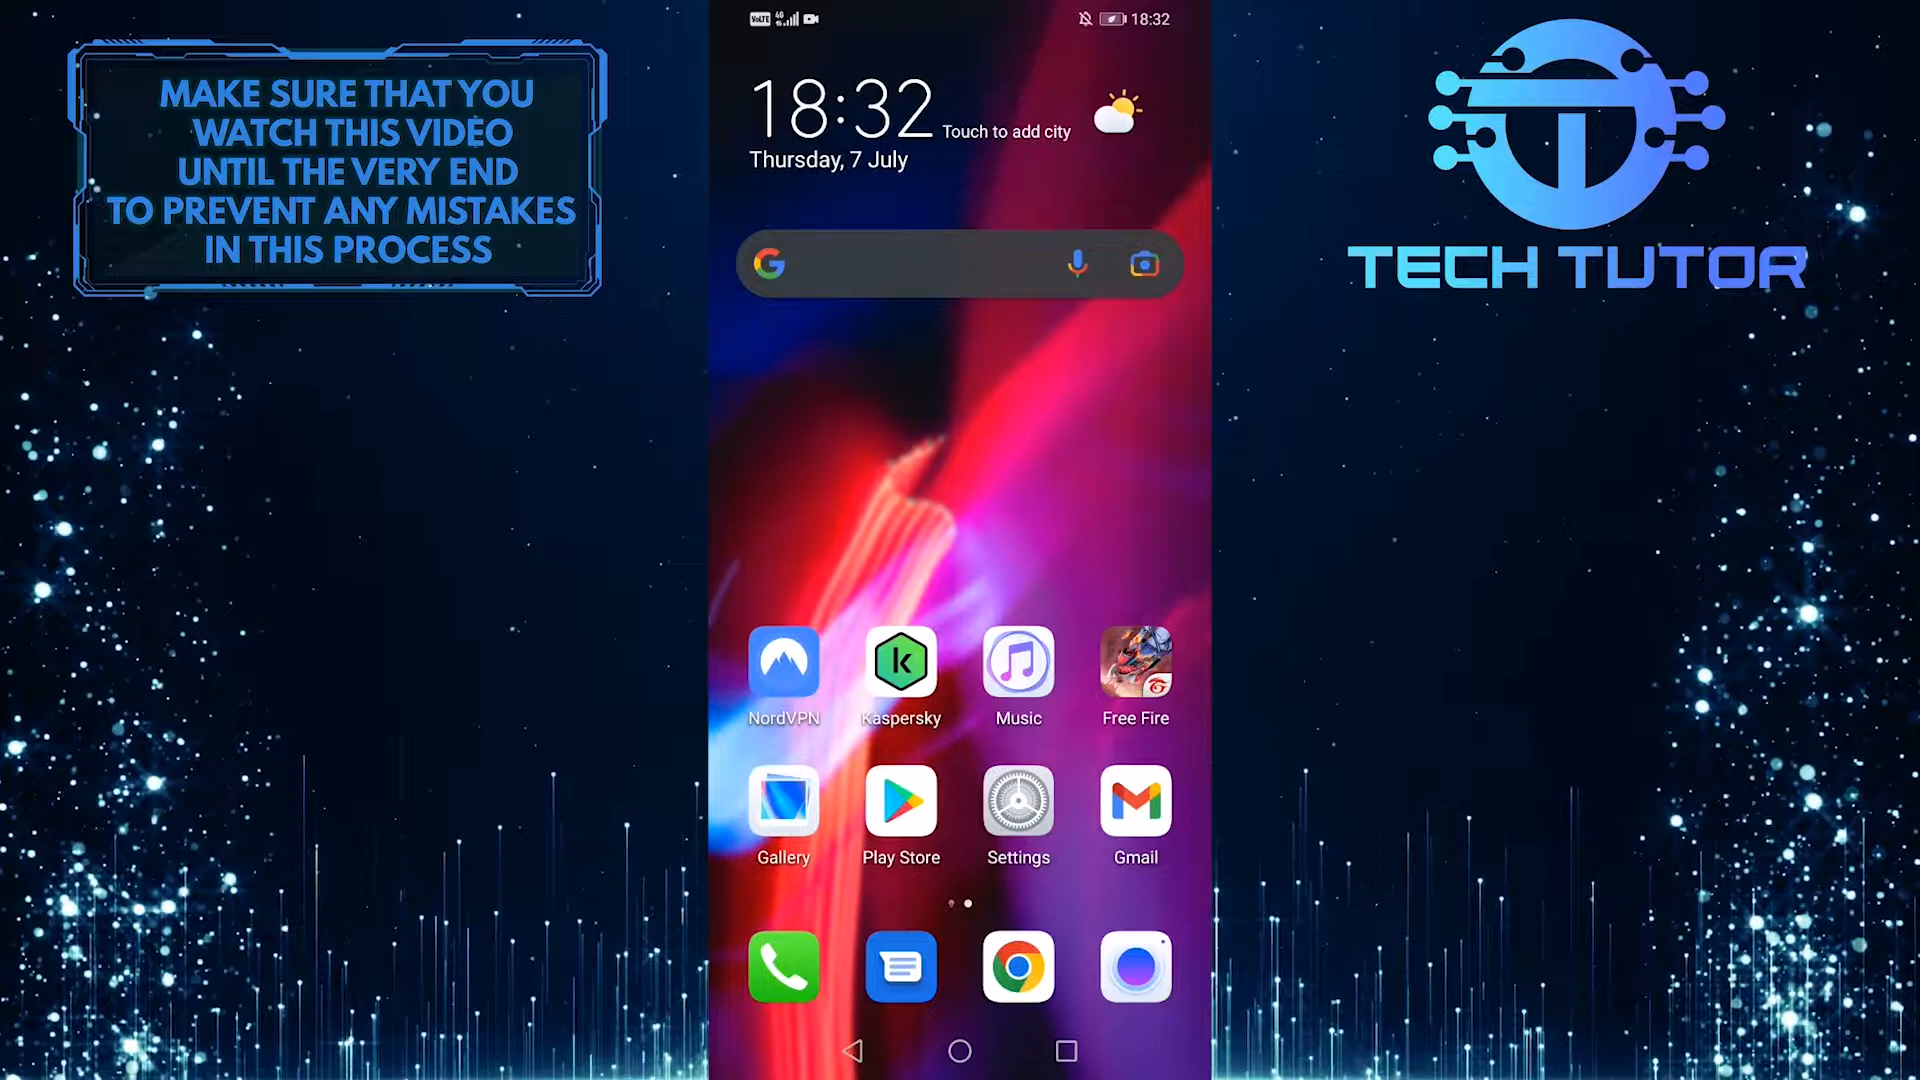 MAKE SURE THAT YOU
WATCH THIS VIDEO
UNTIL THE VERY END
TO PREVENT ANY MISTAKES
IN THIS PROCESS
VoLTE 4G 18:32
18:32 Touch to add city
Thursday, 7 July
TECH TUTOR
NordVPN Kaspersky Music Free Fire
Gallery Play Store Settings Gmail